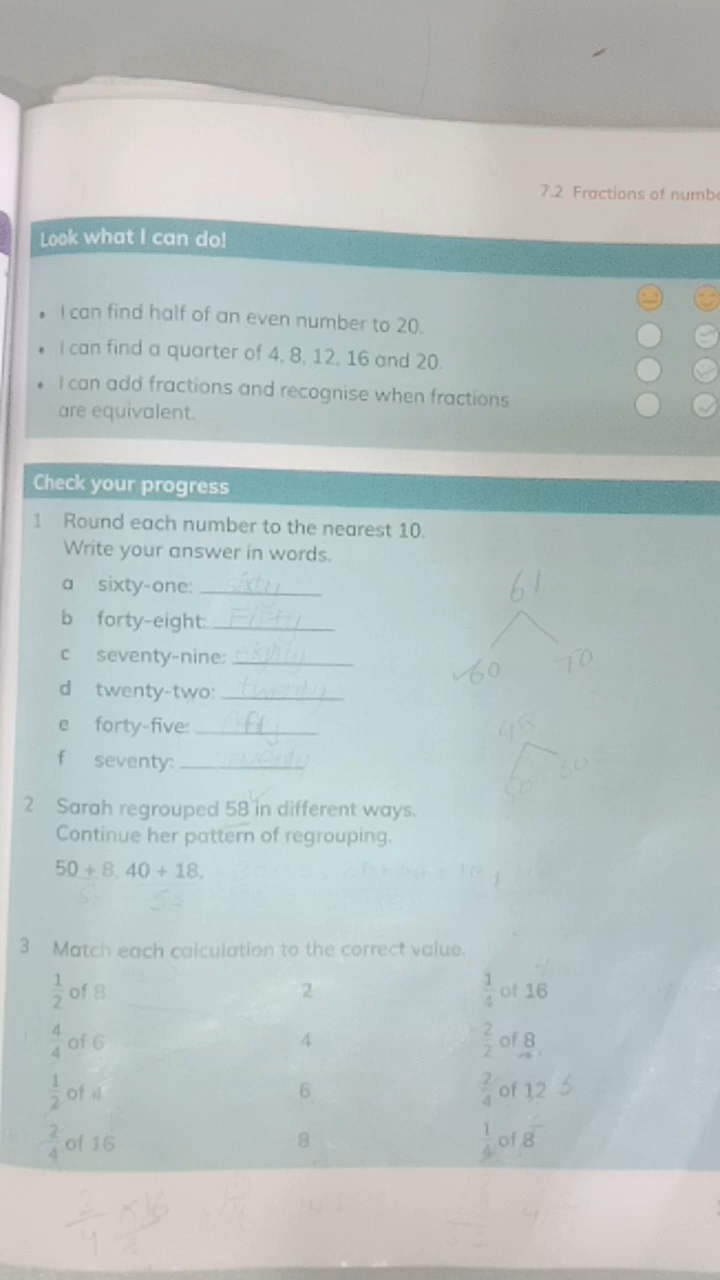 7.2 Fractions of
Look what I can do!
• I can find half of an even number to 20.
• I can find a quarter of 4, 8, 12, 16 and 20.
• I can add fractions and recognise when fractions
are equivalent.
Check your progress
1 Round each number to the nearest 10.
Write your answer in words.
a sixty-one: sixty
b forty-eight: Fifty
c seventy-nine: eighty
d twenty-two: twenty
e forty-five:
f seventy:
61
60 70
48
50
2 Sarah regrouped 58 in different ways.
Continue her pattern of regrouping.
50 + 8, 40 + 18,
3 Match each calculation to the correct value.
1/2 of 8 2 1/4 of 16
4/4 of 6 4 2/2 of 8
1/2 of 4 6 2/4 of 12
2/4 of 16 8 1/4 of 8